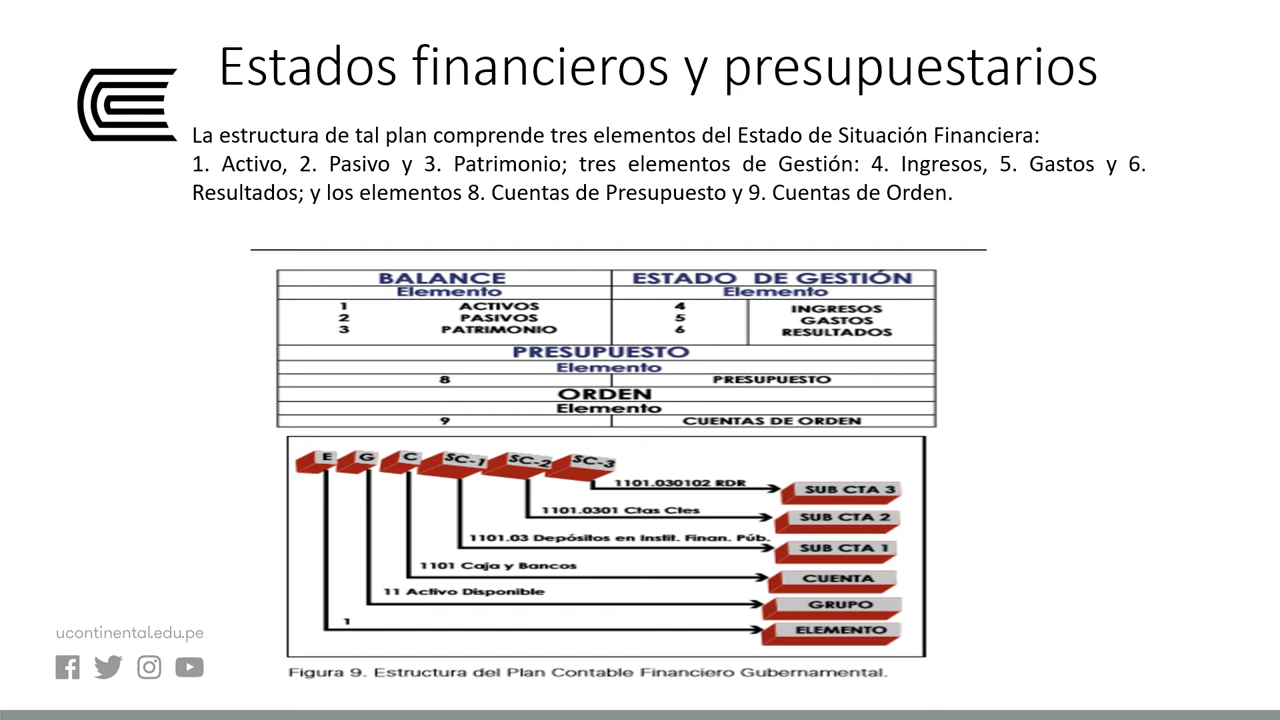 Estados financieros y presupuestarios
La estructura de tal plan comprende tres elementos del Estado de Situación Financiera:
1. Activo, 2. Pasivo y 3. Patrimonio; tres elementos de Gestión: 4. Ingresos, 5. Gastos y 6.
Resultados; y los elementos 8. Cuentas de Presupuesto y 9. Cuentas de Orden.
BALANCE ESTADO DE GESTIÓN
Elemento Elemento
1 ACTIVOS 4 INGRESOS
2 PASIVOS 5 GASTOS
3 PATRIMONIO 6 RESULTADOS
PRESUPUESTO
Elemento
8 PRESUPUESTO
ORDEN
Elemento
9 CUENTAS DE ORDEN
E G C SC-1 SC-2 SC-3
1101.030102 RDR SUB CTA 3
1101.0301 Ctas Ctes SUB CTA 2
1101.03 Depósitos en Instit. Finan. Púb. SUB CTA 1
1101 Caja y Bancos CUENTA
11 Activo Disponible GRUPO
1 ELEMENTO
Figura 9. Estructura del Plan Contable Financiero Gubernamental.
ucontinental.edu.pe